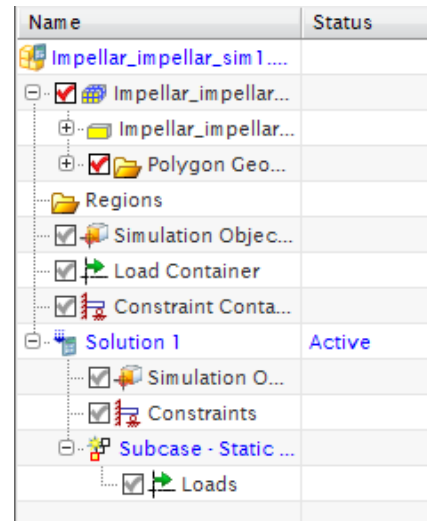 Name Status
Impellar_impellar_sim1....
Impellar_impellar...
Impellar_impellar...
Polygon Geo...
Regions
Simulation Objec...
Load Container
Constraint Conta...
Solution 1 Active
Simulation O...
Constraints
Subcase - Static ...
Loads